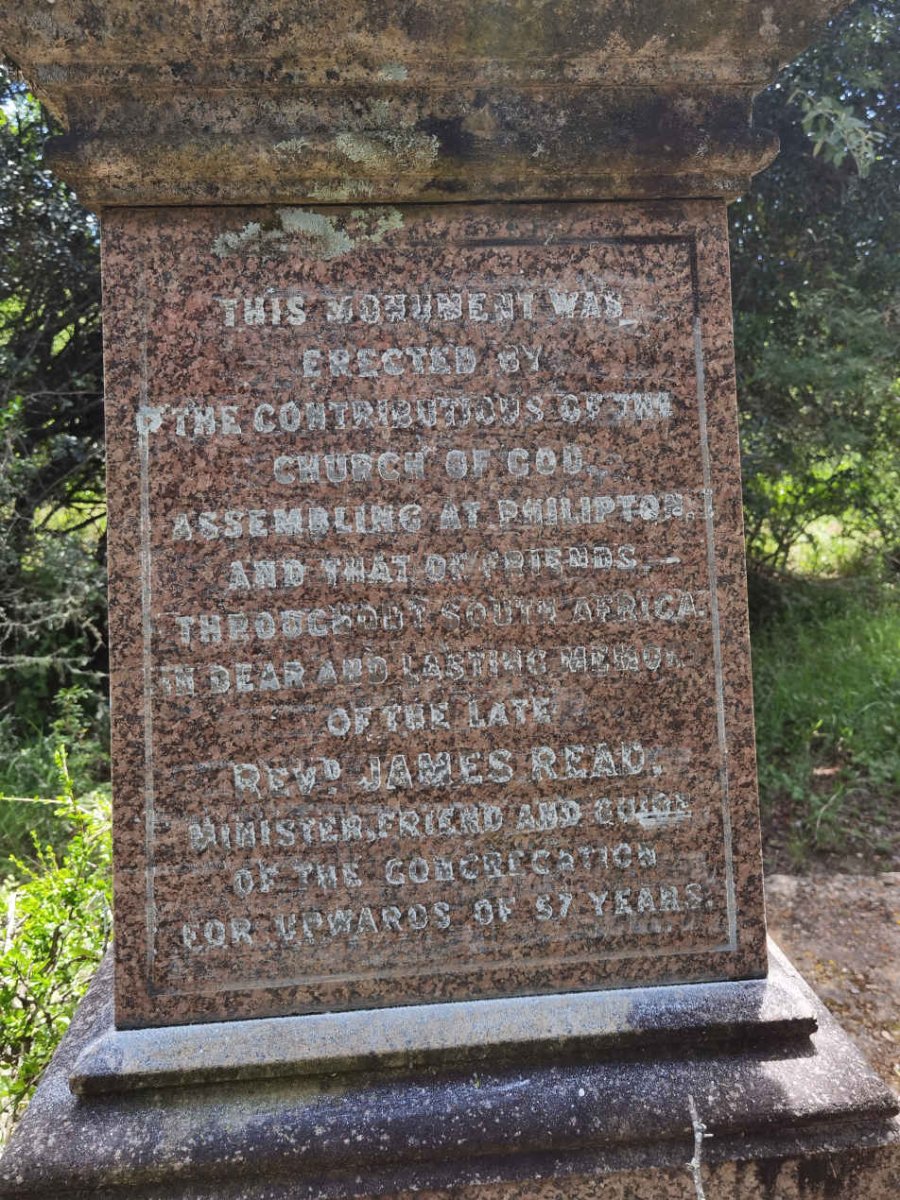 THIS MONUMENT WAS
ERECTED BY
THE CONTRIBUTIONS OF THE
CHURCH OF GOD,
ASSEMBLING AT PHILIPTON,
AND THAT OF FRIENDS, –
THROUGHOUT SOUTH AFRICA.
IN DEAR AND LASTING
OF THE LATE
REVD. JAMES READ,
MINISTER, FRIEND AND GUIDE
OF THE CONGREGATION
FOR UPWARDS OF 57 YEARS.